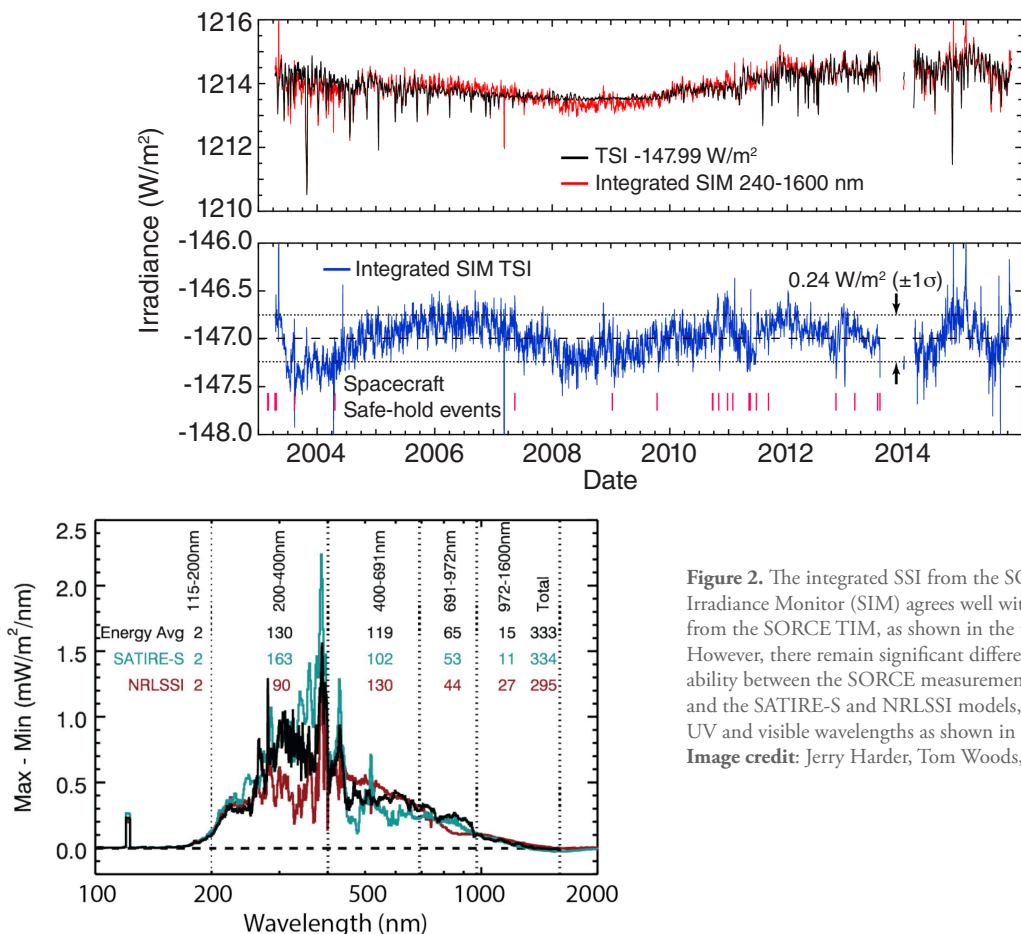 1216
1214
1213
1211
1210
Irradiance (W/m²)
TSI -147.99 W/m²
Integrated SIM 240-1600 nm
-146.0
-146.5
-147.0
-147.5
-148.0
Integrated SIM TSI
0.24 W/m² (±1σ)
Spacecraft
Safe-hold events
2004 2006 2008 2010 2012 2014
Date
2.5
2.0
1.5
1.0
0.5
0.0
Max - Min (mW/m²/nm)
115-200nm 200-400nm 400-691nm 691-972nm 972-1600nm Total
Energy Avg 2 130 119 65 15 333
SATIRE-S 2 163 102 53 11 334
NRLSSI 2 90 130 44 27 295
100 200 500 1000 2000
Wavelength (nm)
Figure 2. The integrated SSI from the SO
Irradiance Monitor (SIM) agrees well wit
from the SORCE TIM, as shown in the
However, there remain significant differe
ability between the SORCE measurement
and the SATIRE-S and NRLSSI models,
UV and visible wavelengths as shown in
Image credit: Jerry Harder, Tom Woods,